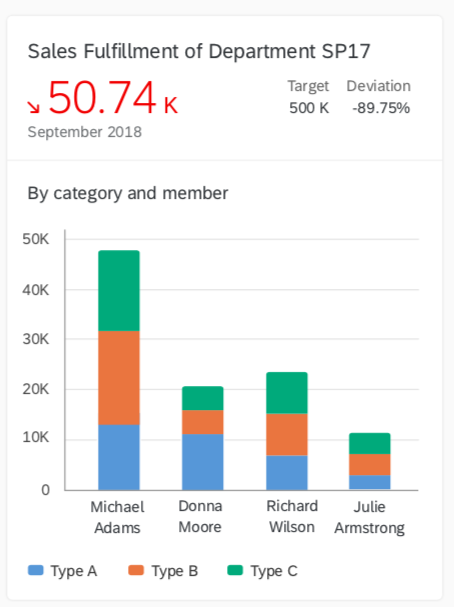 Sales Fulfillment of Department SP17
50.74 K
Target Deviation
500 K -89.75%
September 2018
By category and member
50K
40K
30K
20K
10K
0
Michael Adams
Donna Moore
Richard Wilson
Julie Armstrong
Type A Type B Type C